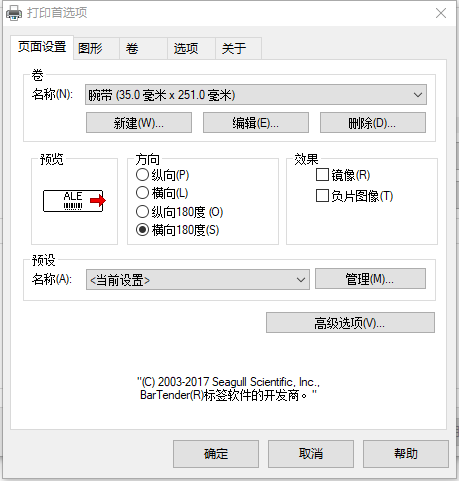 打印首选项
页面设置 图形 卷 选项 关于
卷
名称(N): 腕带 (35.0 毫米 x 251.0 毫米)
新建(W)... 编辑(E)... 删除(D)...
预览 方向 效果
ALE
纵向(P) 镜像(R)
横向(L) 负片图像(T)
纵向180度 (O)
横向180度(S)
预设
名称(A): <当前设置> 管理(M)...
高级选项(V)...
"(C) 2003-2017 Seagull Scientific, Inc.,
BarTender(R)标签软件的开发商。"
确定 取消 帮助